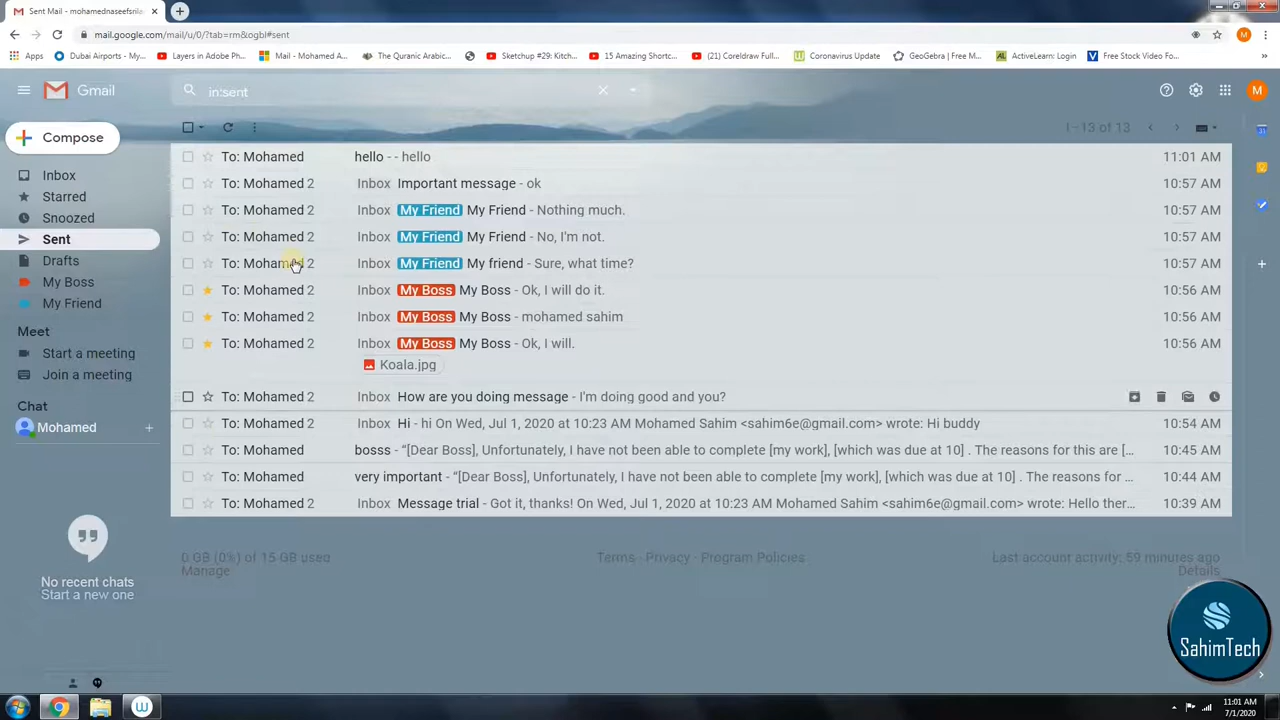 Sent Mail - mohamednaseefsrila
mail.google.com/mail/u/0/?tab=rm&ogbl#sent
Apps Dubai Airports - My... Layers in Adobe Ph... Mail - Mohamed A... The Quranic Arabic... Sketchup #29: Kitch... 15 Amazing Shortc... Coreldraw Full... Coronavirus Update GeoGebra | Free M... ActiveLearn: Login Free Stock Video Fo...
Gmail in:sent M
Compose 1-13 of 13
Inbox
Starred
Snoozed
Sent
Drafts
My Boss
My Friend
Meet
Start a meeting
Join a meeting
Chat
Mohamed
No recent chats
Start a new one
To: Mohamed hello - - hello 11:01 AM
To: Mohamed 2 Inbox Important message - ok 10:57 AM
To: Mohamed 2 Inbox My Friend My Friend - Nothing much. 10:57 AM
To: Mohamed 2 Inbox My Friend My Friend - No, I'm not. 10:57 AM
To: Mohamed 2 Inbox My Friend My friend - Sure, what time? 10:57 AM
To: Mohamed 2 Inbox My Boss My Boss - Ok, I will do it. 10:56 AM
To: Mohamed 2 Inbox My Boss My Boss - mohamed sahim 10:56 AM
To: Mohamed 2 Inbox My Boss My Boss - Ok, I will. 10:56 AM
Koala.jpg
To: Mohamed 2 Inbox How are you doing message - I'm doing good and you?
To: Mohamed 2 Inbox Hi - hi On Wed, Jul 1, 2020 at 10:23 AM Mohamed Sahim <sahim6e@gmail.com> wrote: Hi buddy 10:54 AM
To: Mohamed bosss - “[Dear Boss], Unfortunately, I have not been able to complete [my work], [which was due at 10] . The reasons for this are [... 10:45 AM
To: Mohamed very important - “[Dear Boss], Unfortunately, I have not been able to complete [my work], [which was due at 10] . The reasons for ... 10:44 AM
To: Mohamed 2 Inbox Message trial - Got it, thanks! On Wed, Jul 1, 2020 at 10:23 AM Mohamed Sahim <sahim6e@gmail.com> wrote: Hello ther... 10:39 AM
0 GB (0%) of 15 GB used Terms - Privacy - Program Policies Last account activity: 59 minutes ago
Manage Details
SahimTech
11:01 AM
7/1/2020